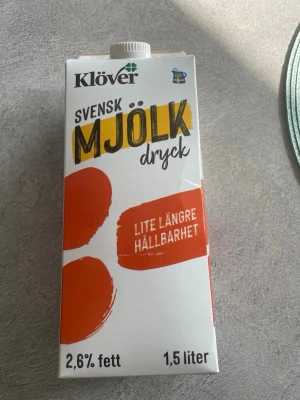 Klöver
SVENSK
MJÖLK
dryck
LITE LÄNGRE
HÅLLBARHET
2,6% fett
1,5 liter